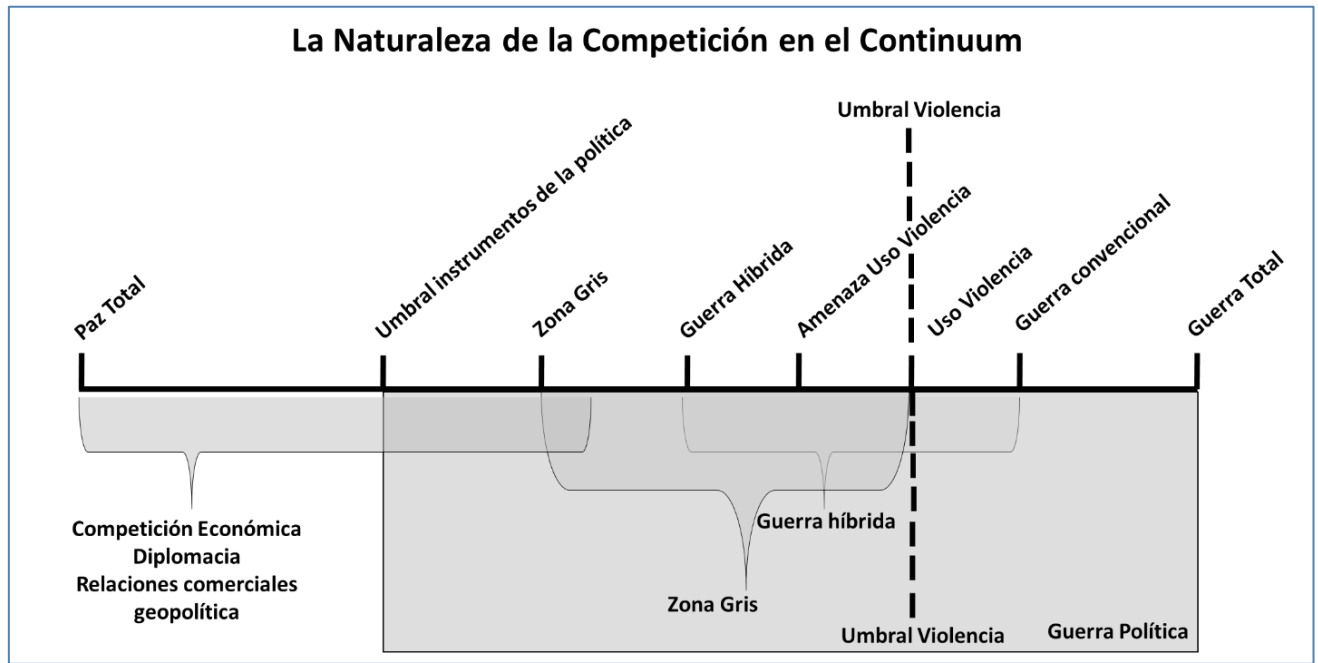 La Naturaleza de la Competición en el Continuum
Umbral Violencia
Paz Total
Umbral instrumentos de la política
Zona Gris
Guerra Híbrida
Amenaza Uso Violencia
Uso Violencia
Guerra convencional
Guerra Total
Competición Económica
Diplomacia
Relaciones comerciales
geopolítica
Guerra híbrida
Zona Gris
Umbral Violencia
Guerra Política